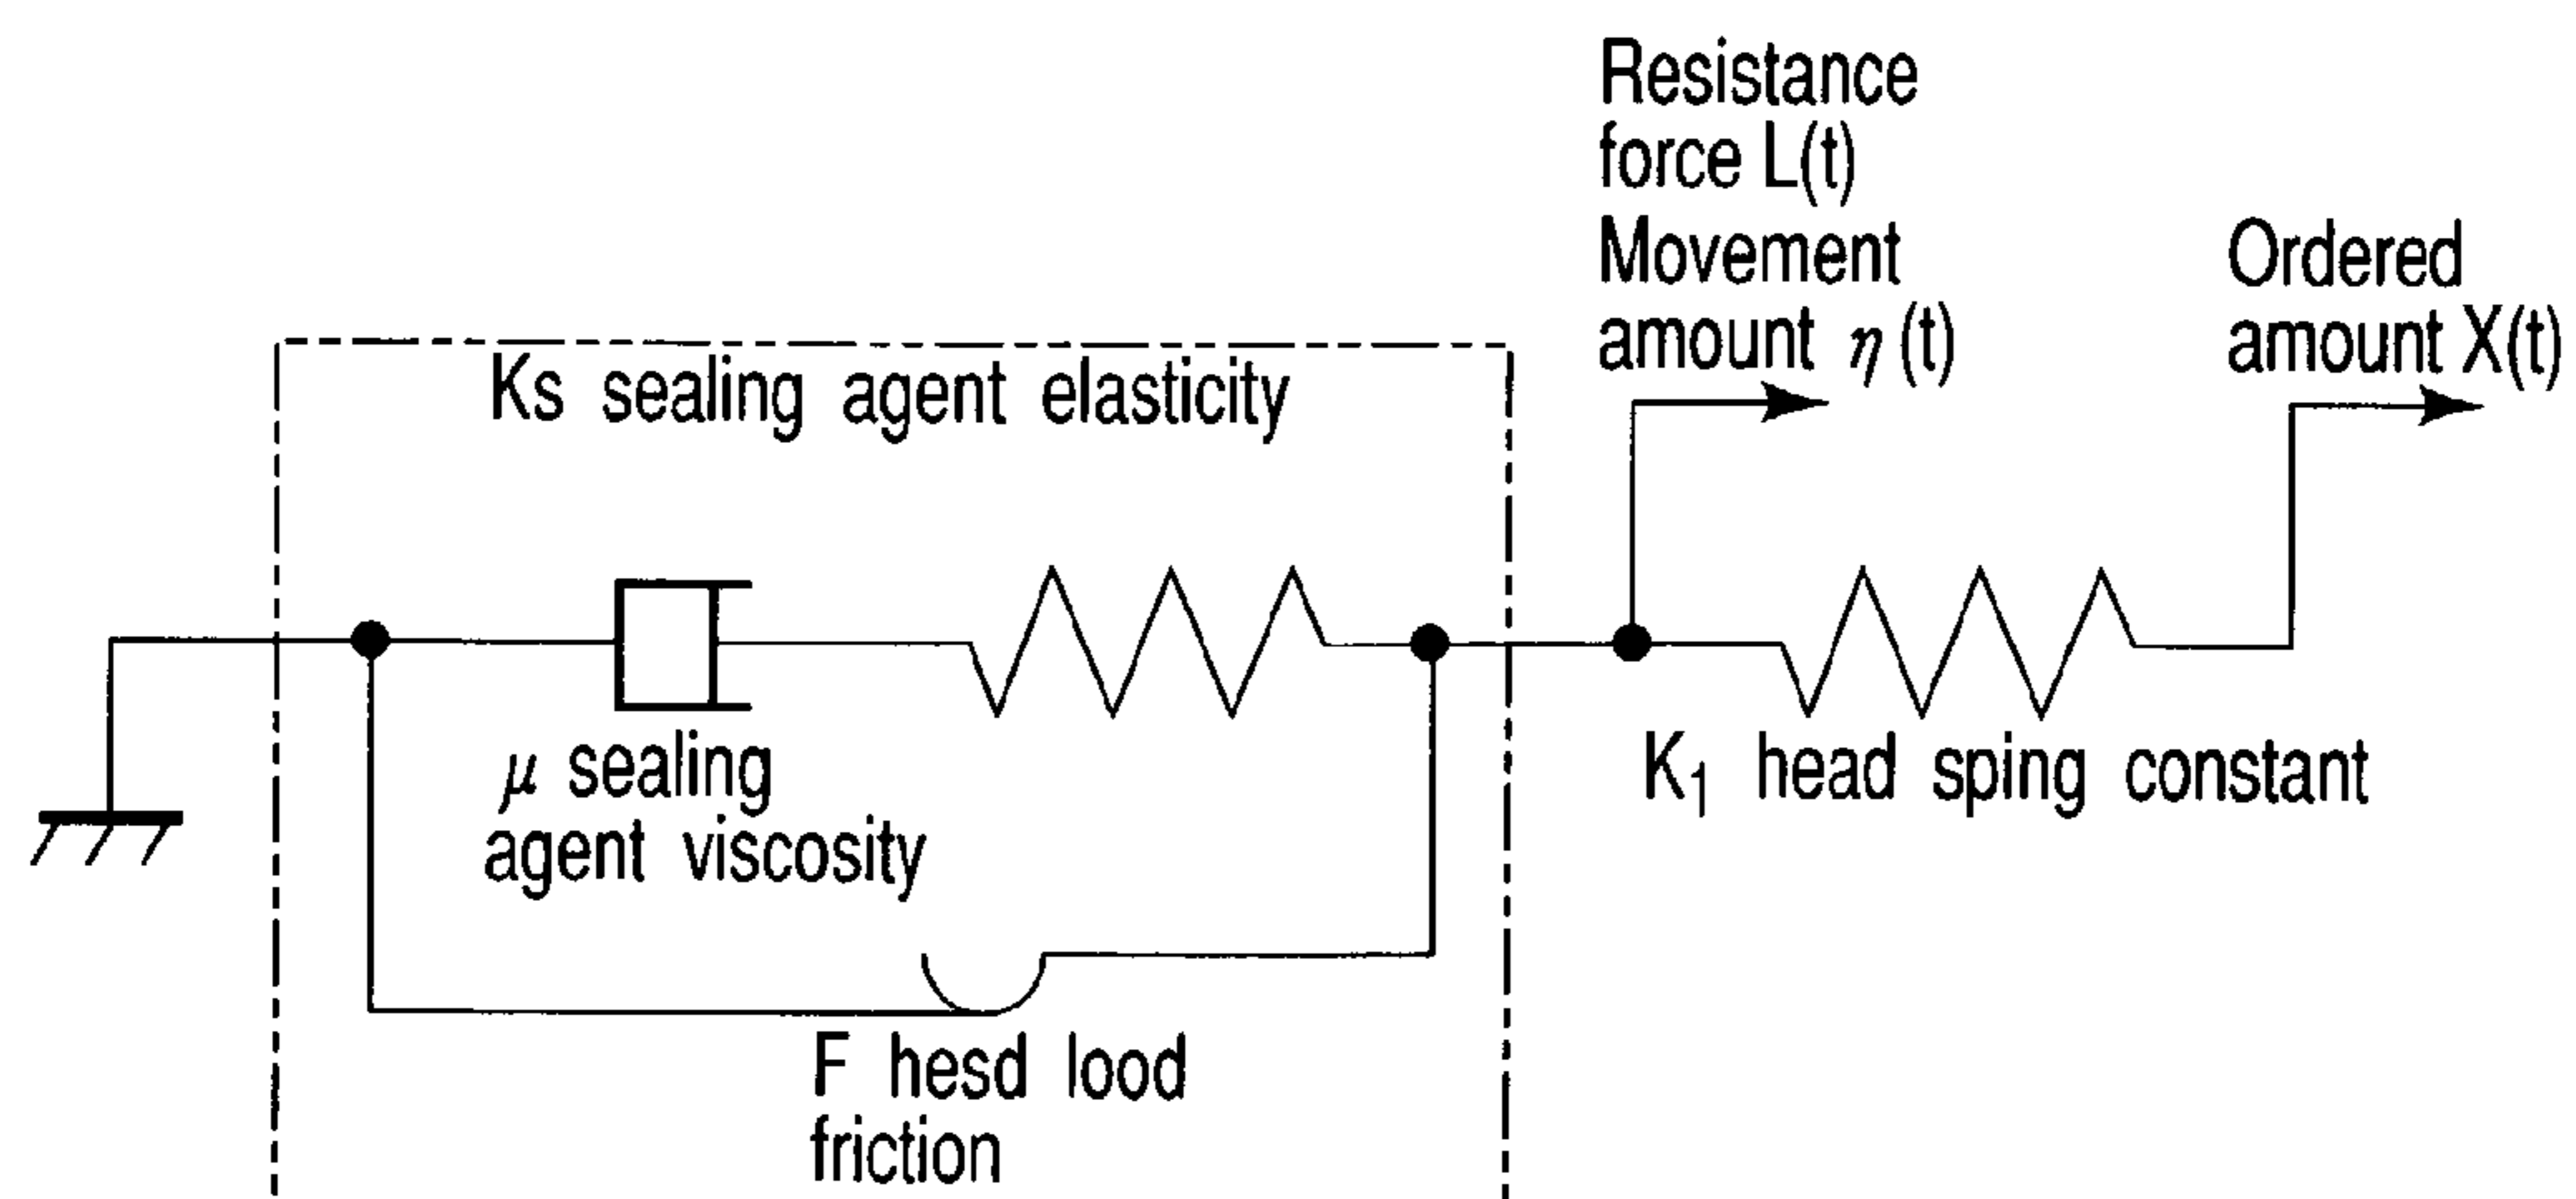 Resistance
force L(t)
Movement
amount η (t)
Ordered
amount X(t)
Ks sealing agent elasticity
μ sealing
agent viscosity
K₁ head sping constant
F hesd lood
friction